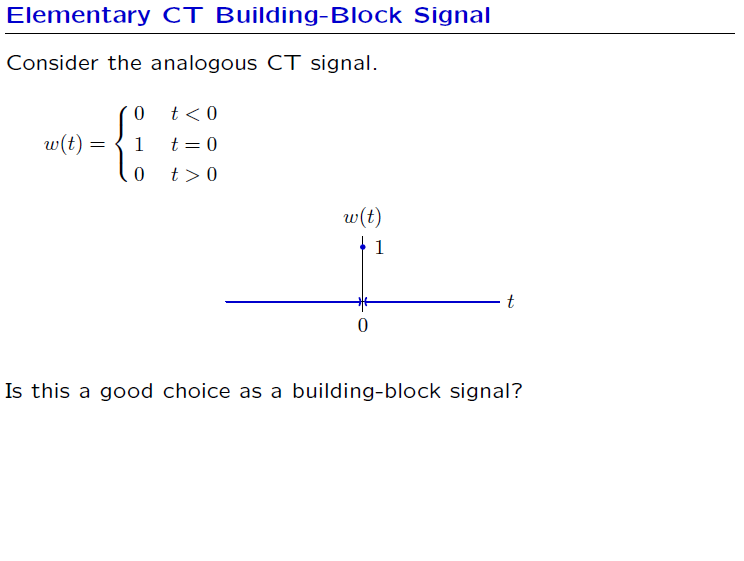 Elementary CT Building-Block Signal
Consider the analogous CT signal.
0 t < 0
w(t) = { 1 t = 0
0 t > 0
w(t)
1
t
0
Is this a good choice as a building-block signal?